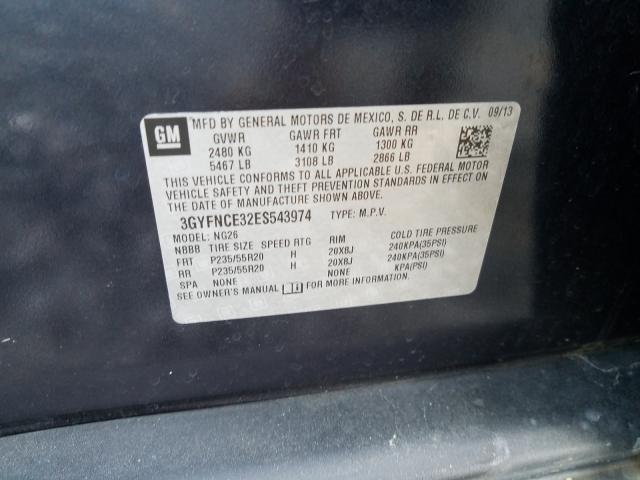 GM
MFD BY GENERAL MOTORS DE MEXICO, S. DE R.L. DE C.V. 09/13
GVWR GAWR FRT GAWR RR
2480 KG 1410 KG 1300 KG
5467 LB 3108 LB 2866 LB
THIS VEHICLE CONFORMS TO ALL APPLICABLE U.S. FEDERAL MOTOR
VEHICLE SAFETY AND THEFT PREVENTION STANDARDS IN EFFECT ON
THE DATE OF MANUFACTURE SHOWN ABOVE.
3GYFNCE32ES543974 TYPE: M.P.V.
MODEL: NG26
NBBB TIRE SIZE SPEED RTG RIM COLD TIRE PRESSURE
FRT P235/55R20 H 20X8J 240KPA(35PSI)
RR P235/55R20 H 20X8J 240KPA(35PSI)
SPA NONE NONE KPA(PSI)
SEE OWNER'S MANUAL FOR MORE INFORMATION.